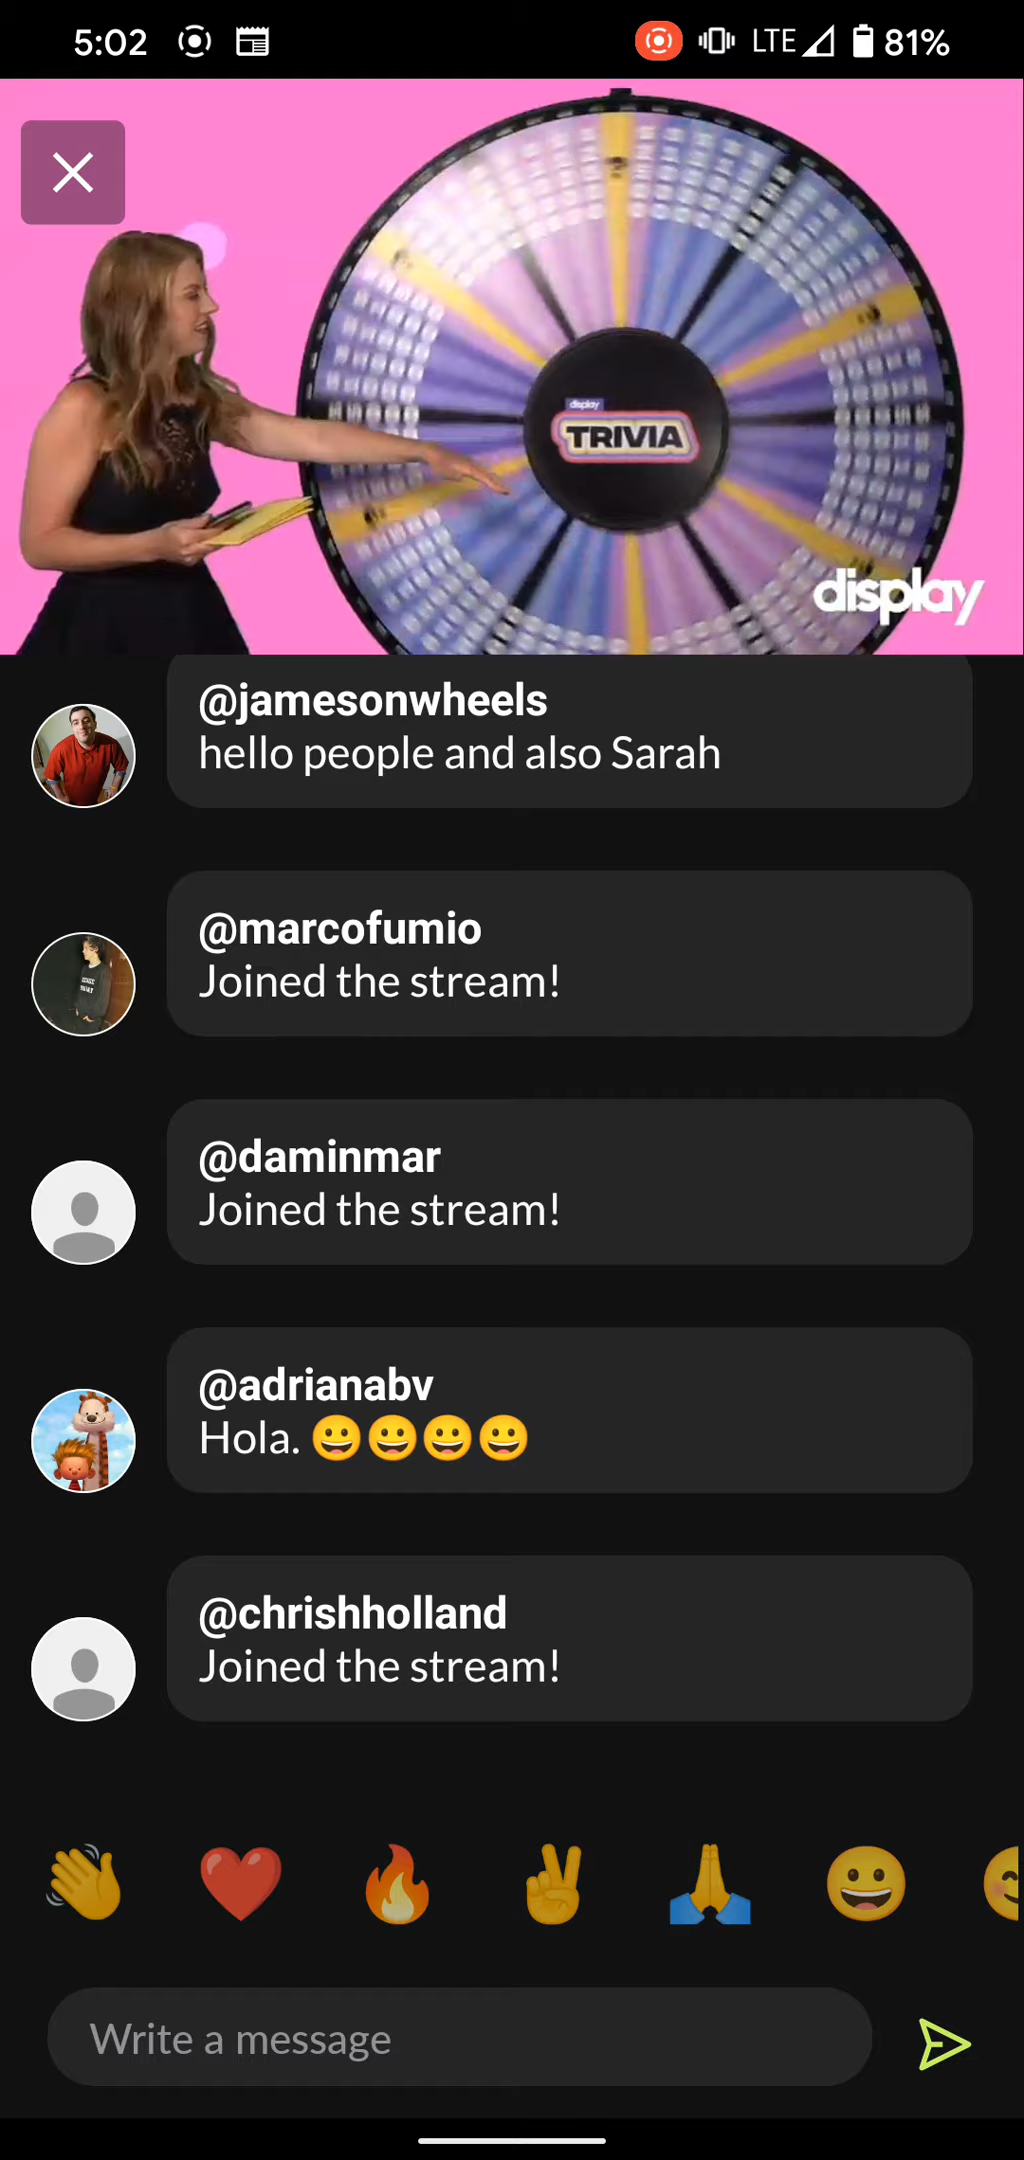 5:02 LTE 81%
display
TRIVIA
display
@jamesonwheels
hello people and also Sarah
@marcofumio
Joined the stream!
@daminmar
Joined the stream!
@adrianabv
Hola. 😀😀😀😀
@chrishholland
Joined the stream!
👋 ❤️ 🔥 ✌️ 🙏 😀 😊
Write a message